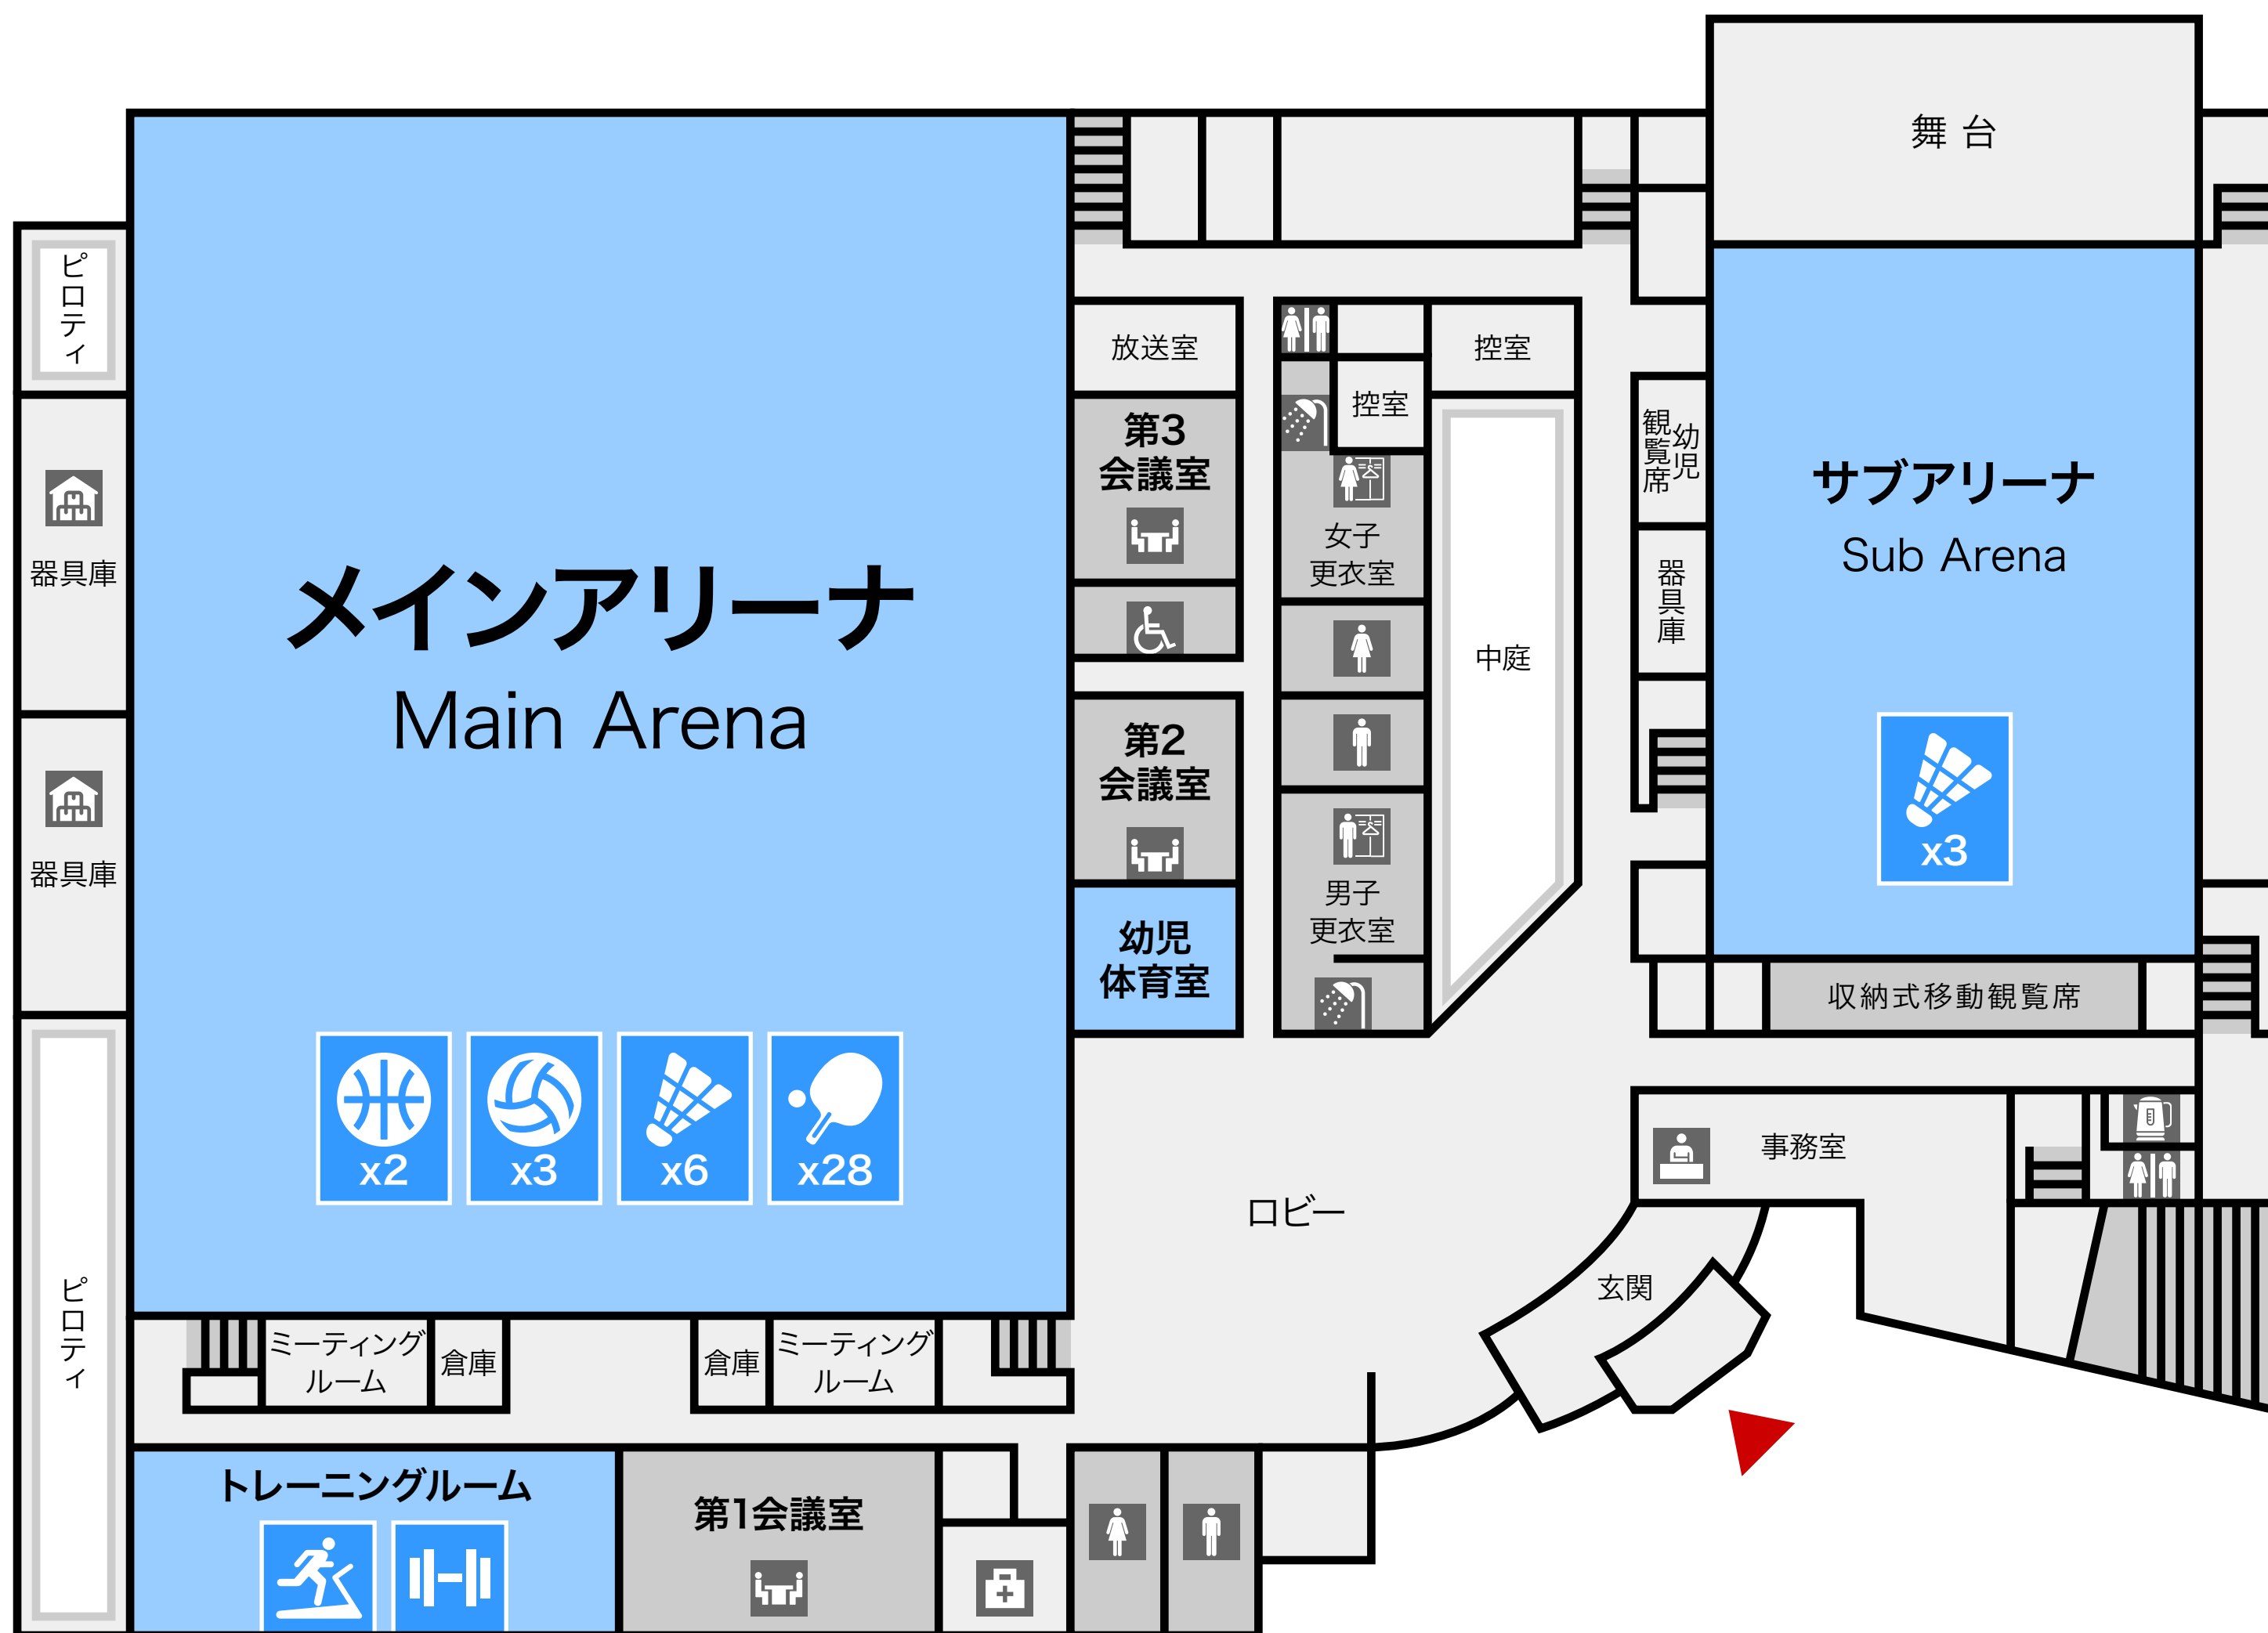 舞台
ピロティ
放送室
控室
控室
第3
会議室
幼児
観覧席
サブアリーナ
Sub Arena
器具庫
女子
更衣室
器具庫
メインアリーナ
Main Arena
中庭
第2
会議室
x3
器具庫
男子
更衣室
幼児
体育室
収納式移動観覧席
x2
x3
x6
x28
事務室
ロビー
玄関
ピロティ
ミーティング
ルーム
倉庫
倉庫
ミーティング
ルーム
トレーニングルーム
第1会議室